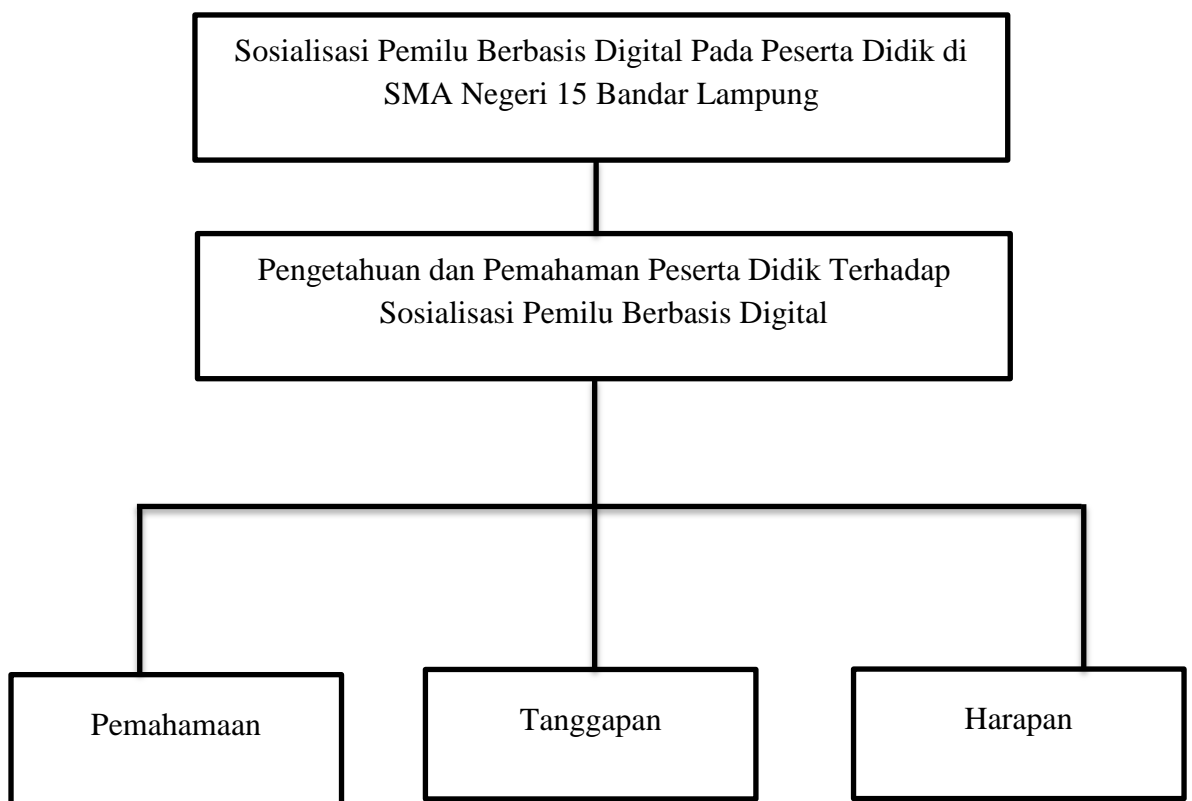 Sosialisasi Pemilu Berbasis Digital Pada Peserta Didik di
SMA Negeri 15 Bandar Lampung
Pengetahuan dan Pemahaman Peserta Didik Terhadap
Sosialisasi Pemilu Berbasis Digital
Pemahamaan
Tanggapan
Harapan